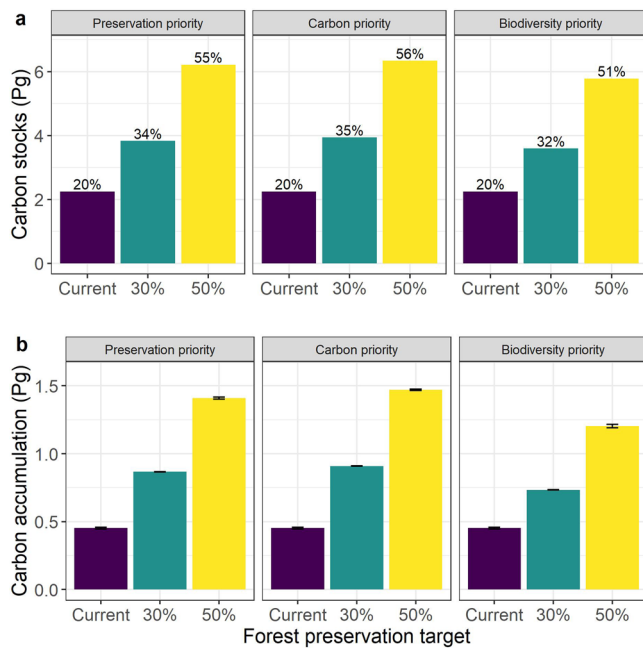 a
Preservation priority
Carbon priority
Biodiversity priority
Carbon stocks (Pg)
6
4
2
0
20%
34%
55%
20%
35%
56%
20%
32%
51%
Current 30% 50%
Current 30% 50%
Current 30% 50%
b
Preservation priority
Carbon priority
Biodiversity priority
Carbon accumulation (Pg)
1.5
1.0
0.5
0.0
Current 30% 50%
Current 30% 50%
Current 30% 50%
Forest preservation target